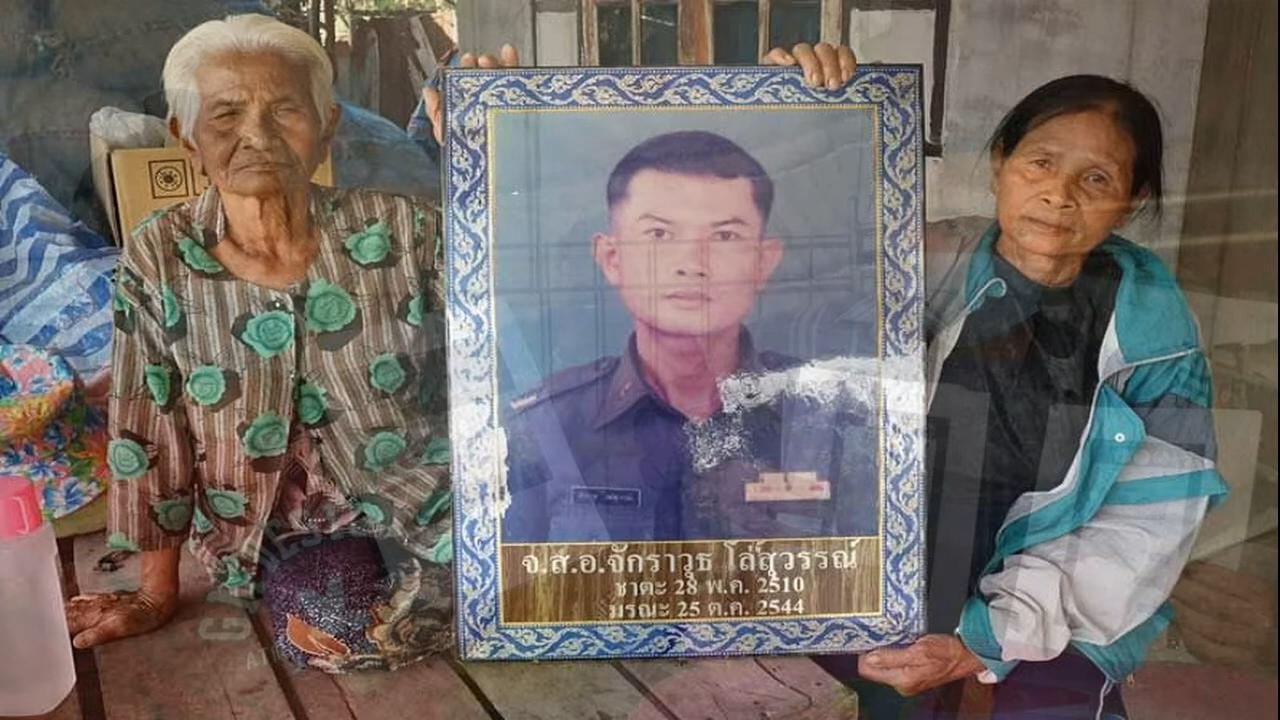 จ.ส.อ.จักราวุธ โล่สุวรรณ์
ชาตะ 28 พ.ค. 2510
มรณะ 25 ต.ค. 2544